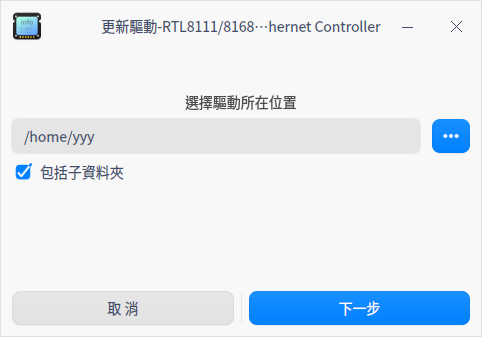 info
更新驅動-RTL8111/8168···hernet Controller
選擇驅動所在位置
/home/yyy
包括子資料夾
取 消
下一步